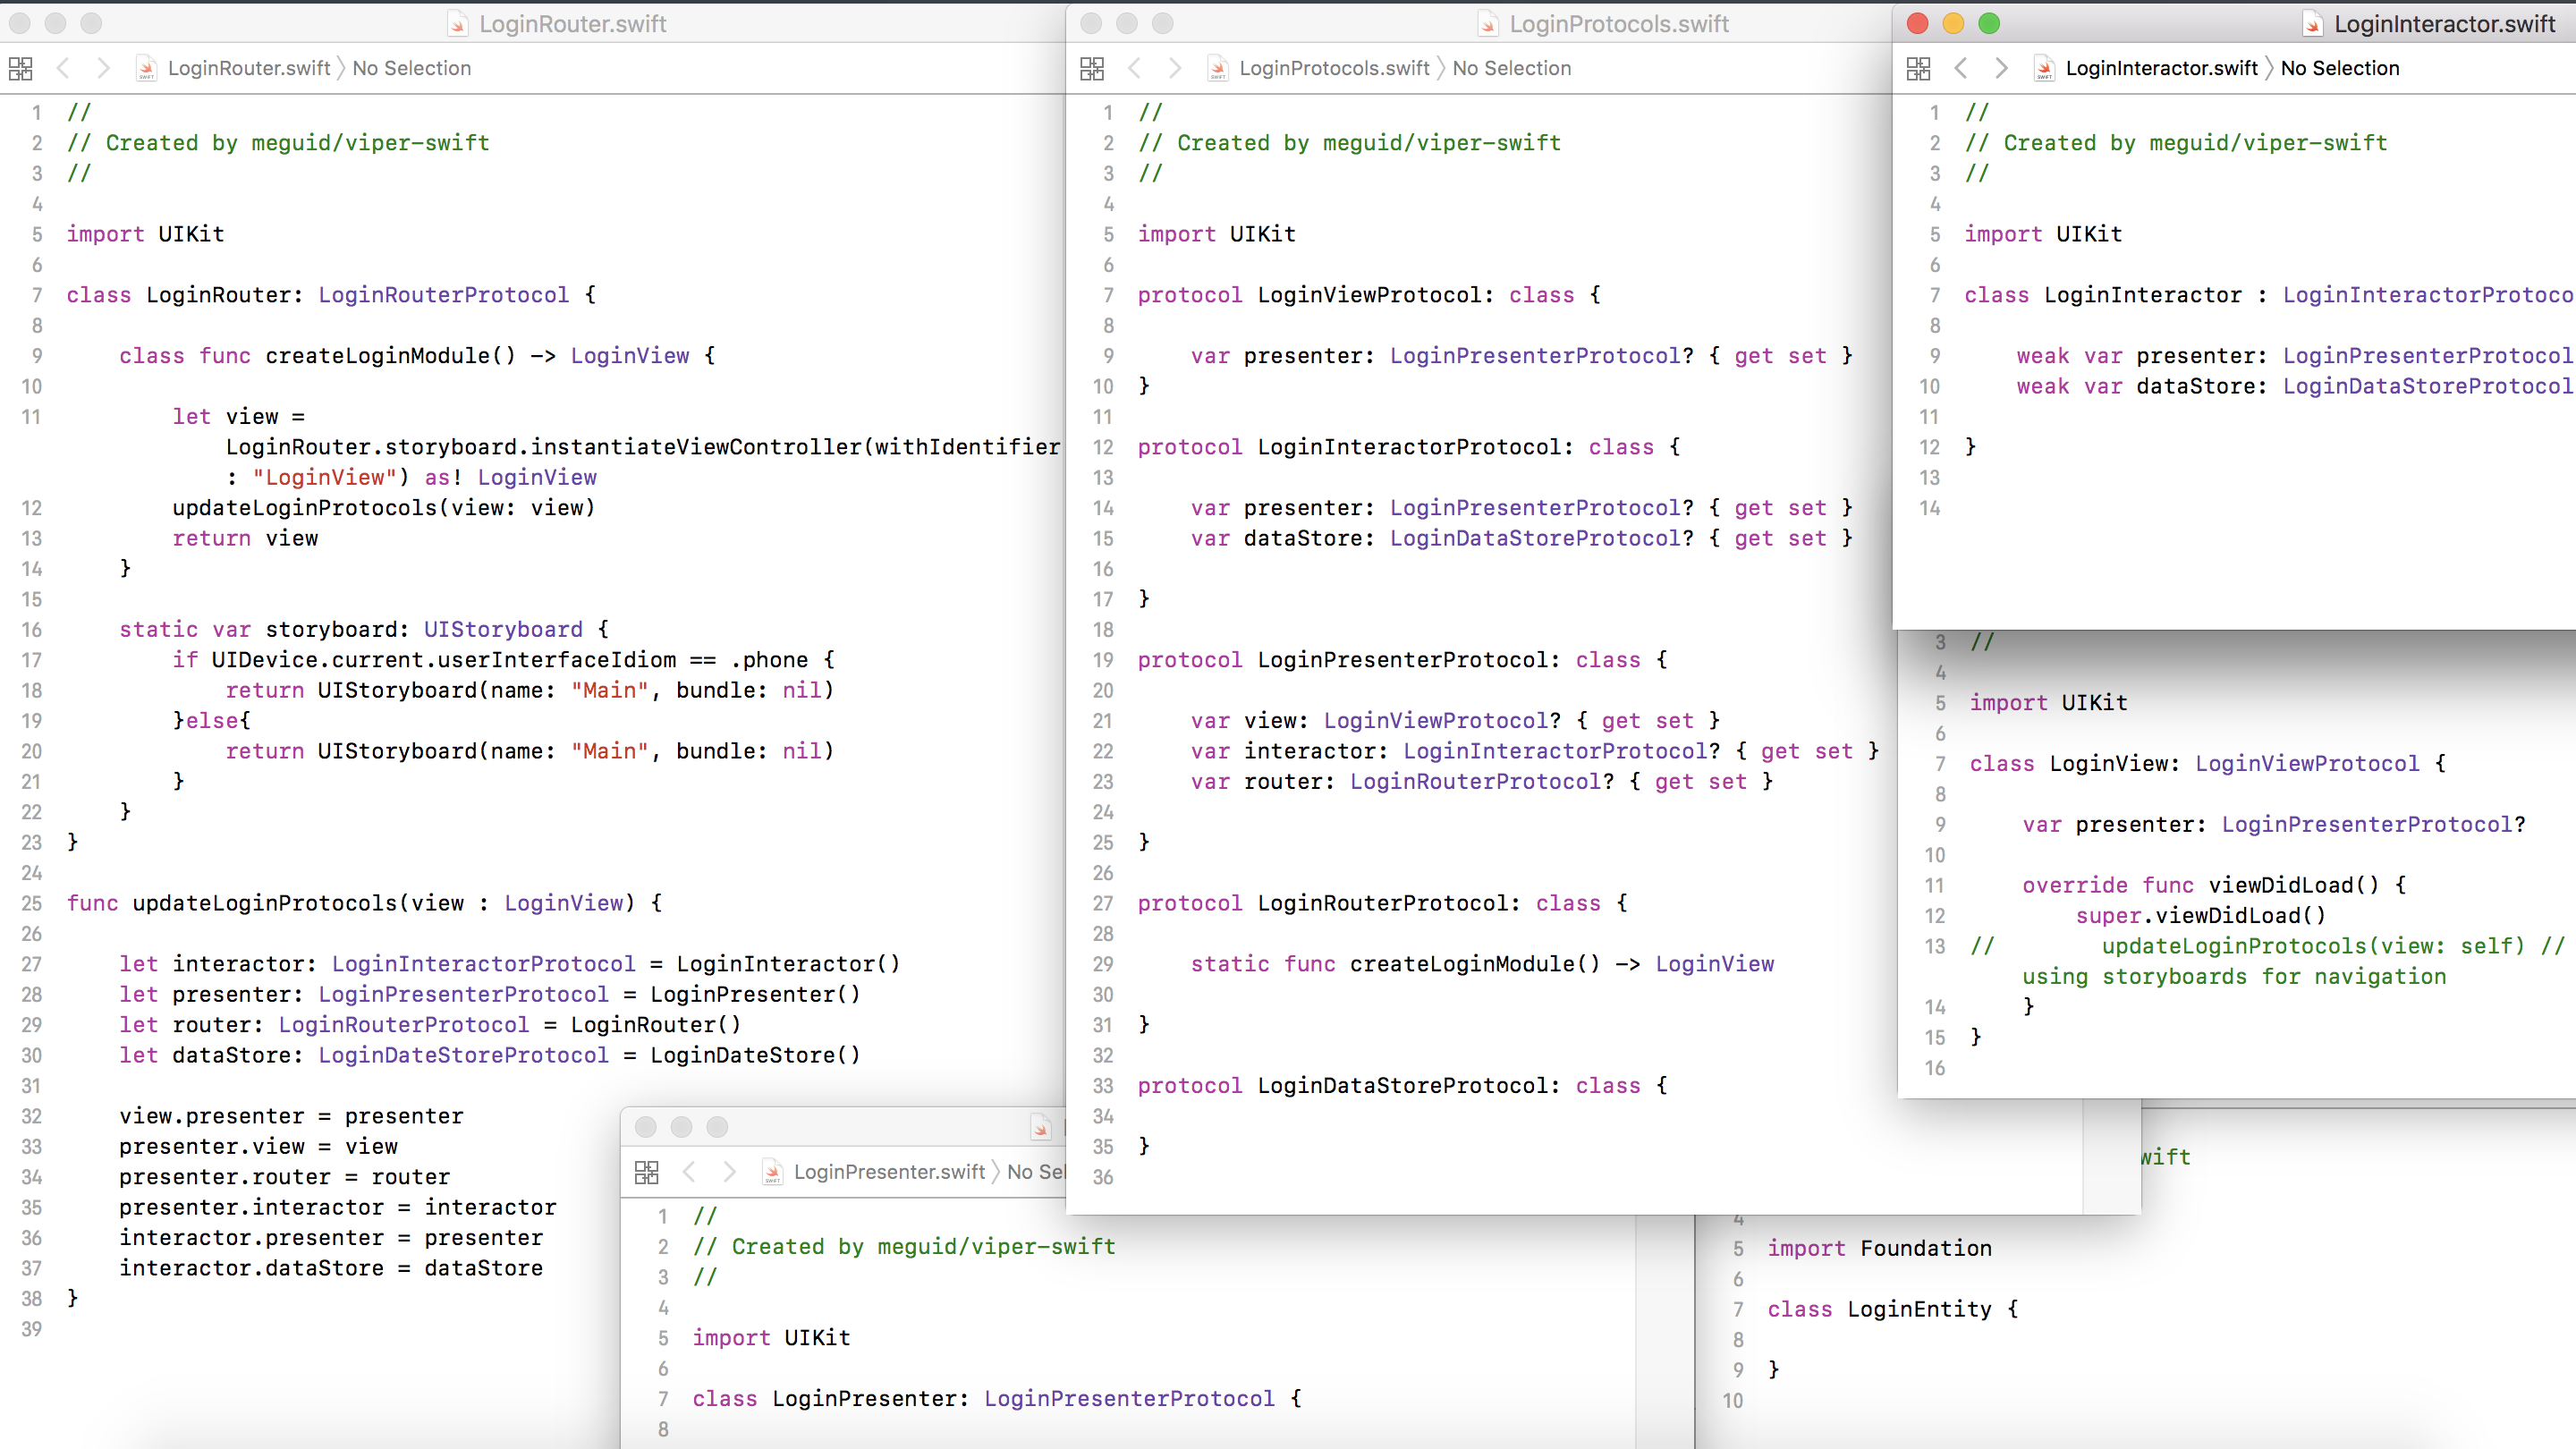 LoginRouter.swift
LoginRouter.swift 〉 No Selection
1 //
2 // Created by meguid/viper-swift
3 //
4
5 import UIKit
6
7 class LoginRouter: LoginRouterProtocol {
8
9 class func createLoginModule() -> LoginView {
10
11 let view =
LoginRouter.storyboard.instantiateViewController(withIdentifier
: "LoginView") as! LoginView
12 updateLoginProtocols(view: view)
13 return view
14 }
15
16 static var storyboard: UIStoryboard {
17 if UIDevice.current.userInterfaceIdiom == .phone {
18 return UIStoryboard(name: "Main", bundle: nil)
19 }else{
20 return UIStoryboard(name: "Main", bundle: nil)
21 }
22 }
23 }
24
25 func updateLoginProtocols(view : LoginView) {
26
27 let interactor: LoginInteractorProtocol = LoginInteractor()
28 let presenter: LoginPresenterProtocol = LoginPresenter()
29 let router: LoginRouterProtocol = LoginRouter()
30 let dataStore: LoginDateStoreProtocol = LoginDateStore()
31
32 view.presenter = presenter
33 presenter.view = view
34 presenter.router = router
35 presenter.interactor = interactor
36 interactor.presenter = presenter
37 interactor.dataStore = dataStore
38 }
39
LoginProtocols.swift
LoginProtocols.swift 〉 No Selection
1 //
2 // Created by meguid/viper-swift
3 //
4
5 import UIKit
6
7 protocol LoginViewProtocol: class {
8
9 var presenter: LoginPresenterProtocol? { get set }
10 }
11
12 protocol LoginInteractorProtocol: class {
13
14 var presenter: LoginPresenterProtocol? { get set }
15 var dataStore: LoginDataStoreProtocol? { get set }
16
17 }
18
19 protocol LoginPresenterProtocol: class {
20
21 var view: LoginViewProtocol? { get set }
22 var interactor: LoginInteractorProtocol? { get set }
23 var router: LoginRouterProtocol? { get set }
24
25 }
26
27 protocol LoginRouterProtocol: class {
28
29 static func createLoginModule() -> LoginView
30
31 }
32
33 protocol LoginDataStoreProtocol: class {
34
35 }
36
LoginInteractor.swift
LoginInteractor.swift 〉 No Selection
1 //
2 // Created by meguid/viper-swift
3 //
4
5 import UIKit
6
7 class LoginInteractor : LoginInteractorProtoco
8
9 weak var presenter: LoginPresenterProtocol
10 weak var dataStore: LoginDataStoreProtocol
11
12 }
13
14
3 //
4
5 import UIKit
6
7 class LoginView: LoginViewProtocol {
8
9 var presenter: LoginPresenterProtocol?
10
11 override func viewDidLoad() {
12 super.viewDidLoad()
13 // updateLoginProtocols(view: self) //
using storyboards for navigation
14 }
15 }
16
LoginPresenter.swift 〉 No Sel
1 //
2 // Created by meguid/viper-swift
3 //
4
5 import UIKit
6
7 class LoginPresenter: LoginPresenterProtocol {
8
wift
4
5 import Foundation
6
7 class LoginEntity {
8
9 }
10